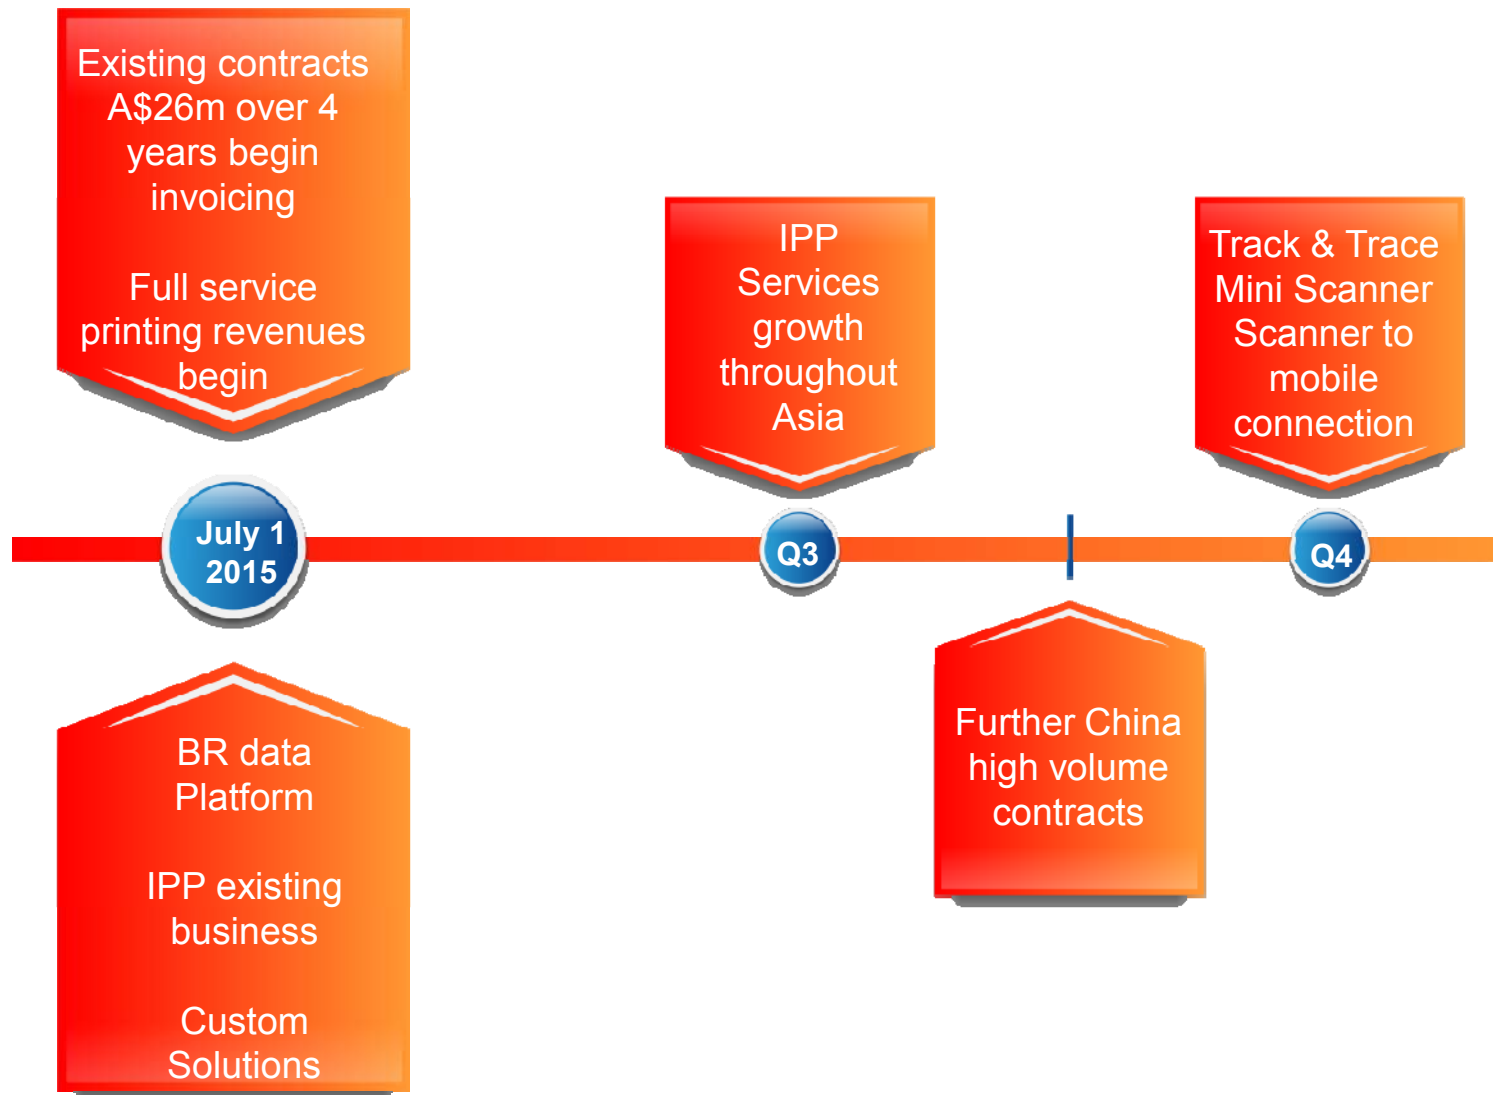 Existing contracts
A$26m over 4
years begin
invoicing
Full service
printing revenues
begin
IPP
Services
growth
throughout
Asia
Track & Trace
Mini Scanner
Scanner to
mobile
connection
July 1
2015
Q3
Q4
BR data
Platform
IPP existing
business
Custom
Solutions
Further China
high volume
contracts